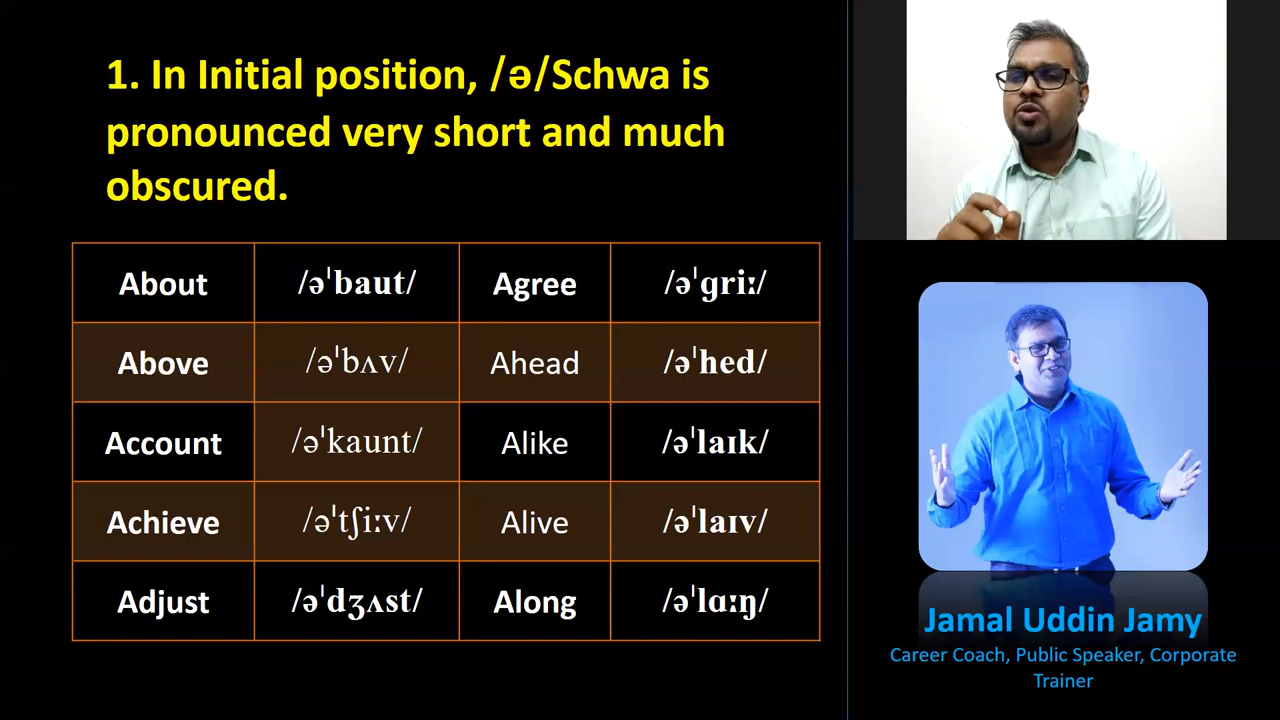 1. In Initial position, /ə/Schwa is
pronounced very short and much
obscured.
About /əˈbaut/ Agree /əˈɡriː/
Above /əˈbʌv/ Ahead /əˈhed/
Account /əˈkaunt/ Alike /əˈlaɪk/
Achieve /əˈtʃiːv/ Alive /əˈlaɪv/
Adjust /əˈdʒʌst/ Along /əˈlɑːŋ/
Jamal Uddin Jamy
Career Coach, Public Speaker, Corporate
Trainer